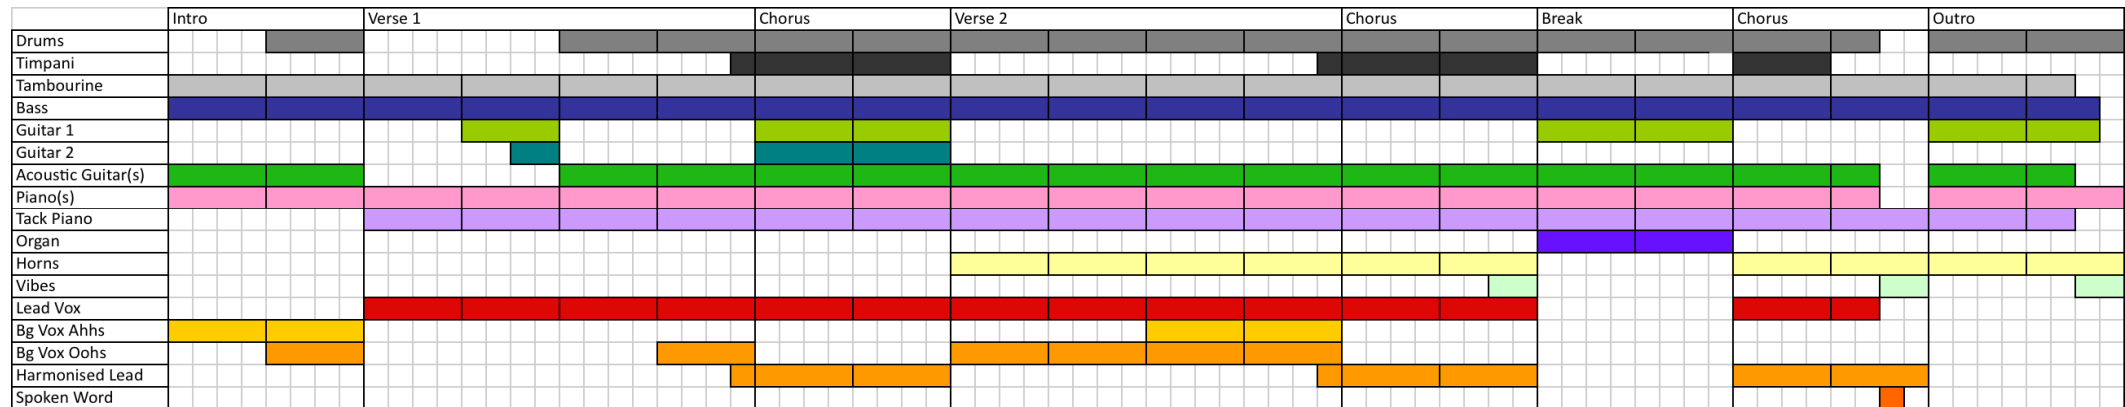 Intro Verse 1 Chorus Verse 2 Chorus Break Chorus Outro
Drums
Timpani
Tambourine
Bass
Guitar 1
Guitar 2
Acoustic Guitar(s)
Piano(s)
Tack Piano
Organ
Horns
Vibes
Lead Vox
Bg Vox Ahhs
Bg Vox Oohs
Harmonised Lead
Spoken Word